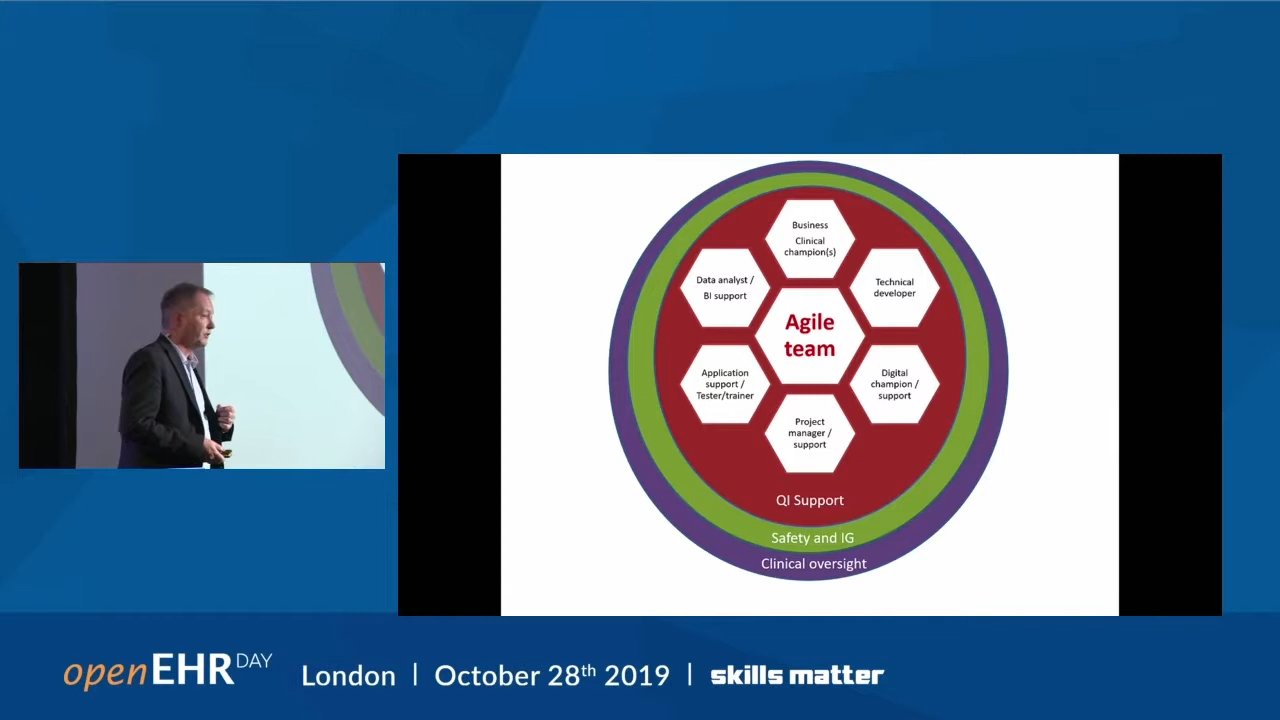 Business
Clinical
champion(s)
Data analyst /
BI support
Technical
developer
Agile
team
Application
support /
Tester/trainer
Digital
champion /
support
Project
manager /
support
QI Support
Safety and IG
Clinical oversight
openEHR DAY
London | October 28th 2019 | skills matter